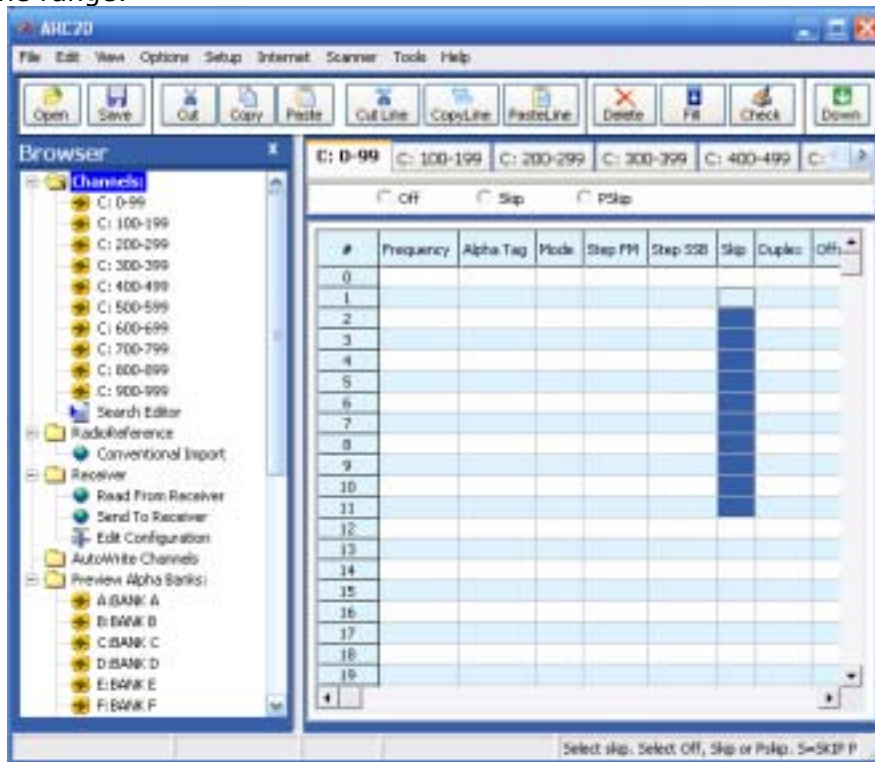 ne range.
ARC20
File Edit View Options Setup Internet Scanner Tools Help
Open Save Cut Copy Paste Cut Line CopyLine PasteLine Delete Fill Check Down
Browser x
Channels:
C: 0-99
C: 100-199
C: 200-299
C: 300-399
C: 400-499
C: 500-599
C: 600-699
C: 700-799
C: 800-899
C: 900-999
Search Editor
RadioReference
Conventional Import
Receiver
Read From Receiver
Send To Receiver
Edit Configuration
AutoWrite Channels
Preview Alpha Banks:
A:BANK A
B:BANK B
C:BANK C
D:BANK D
E:BANK E
F:BANK F
C: 0-99 C: 100-199 C: 200-299 C: 300-399 C: 400-499 C:
Off Skip PSkip
# Frequency Alpha Tag Mode Step FM Step SSB Skip Duplex Offs
0
1
2
3
4
5
6
7
8
9
10
11
12
13
14
15
16
17
18
19
Select skip. Select Off, Skip or Pskip. S=SKIP P